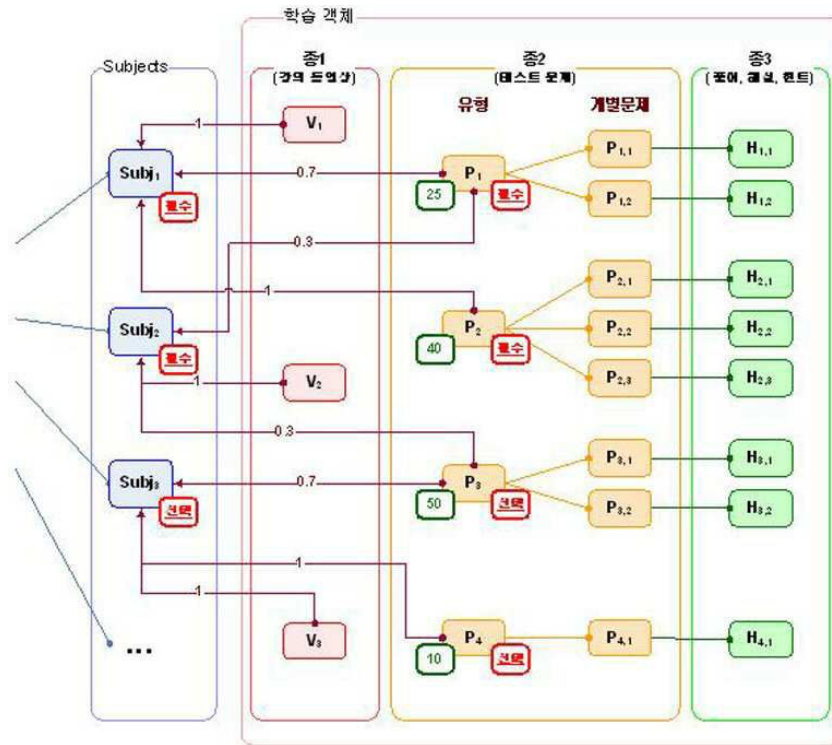 학습 객체
Subjects
종1
(강의 동영상)
종2
(테스트 문제)
종3
(풀이, 해설, 힌트)
유형
개별문제
1
V₁
Subj₁
필수
0.7
P₁
25
필수
P₁,₁
H₁,₁
P₁,₂
H₁,₂
0.3
1
P₂,₁
H₂,₁
Subj₂
필수
P₂
40
필수
P₂,₂
H₂,₂
1
V₂
P₂,₃
H₂,₃
0.3
P₃,₁
H₃,₁
Subj₃
선택
0.7
P₃
50
선택
P₃,₂
H₃,₂
1
1
...
V₃
P₄
10
선택
P₄,₁
H₄,₁